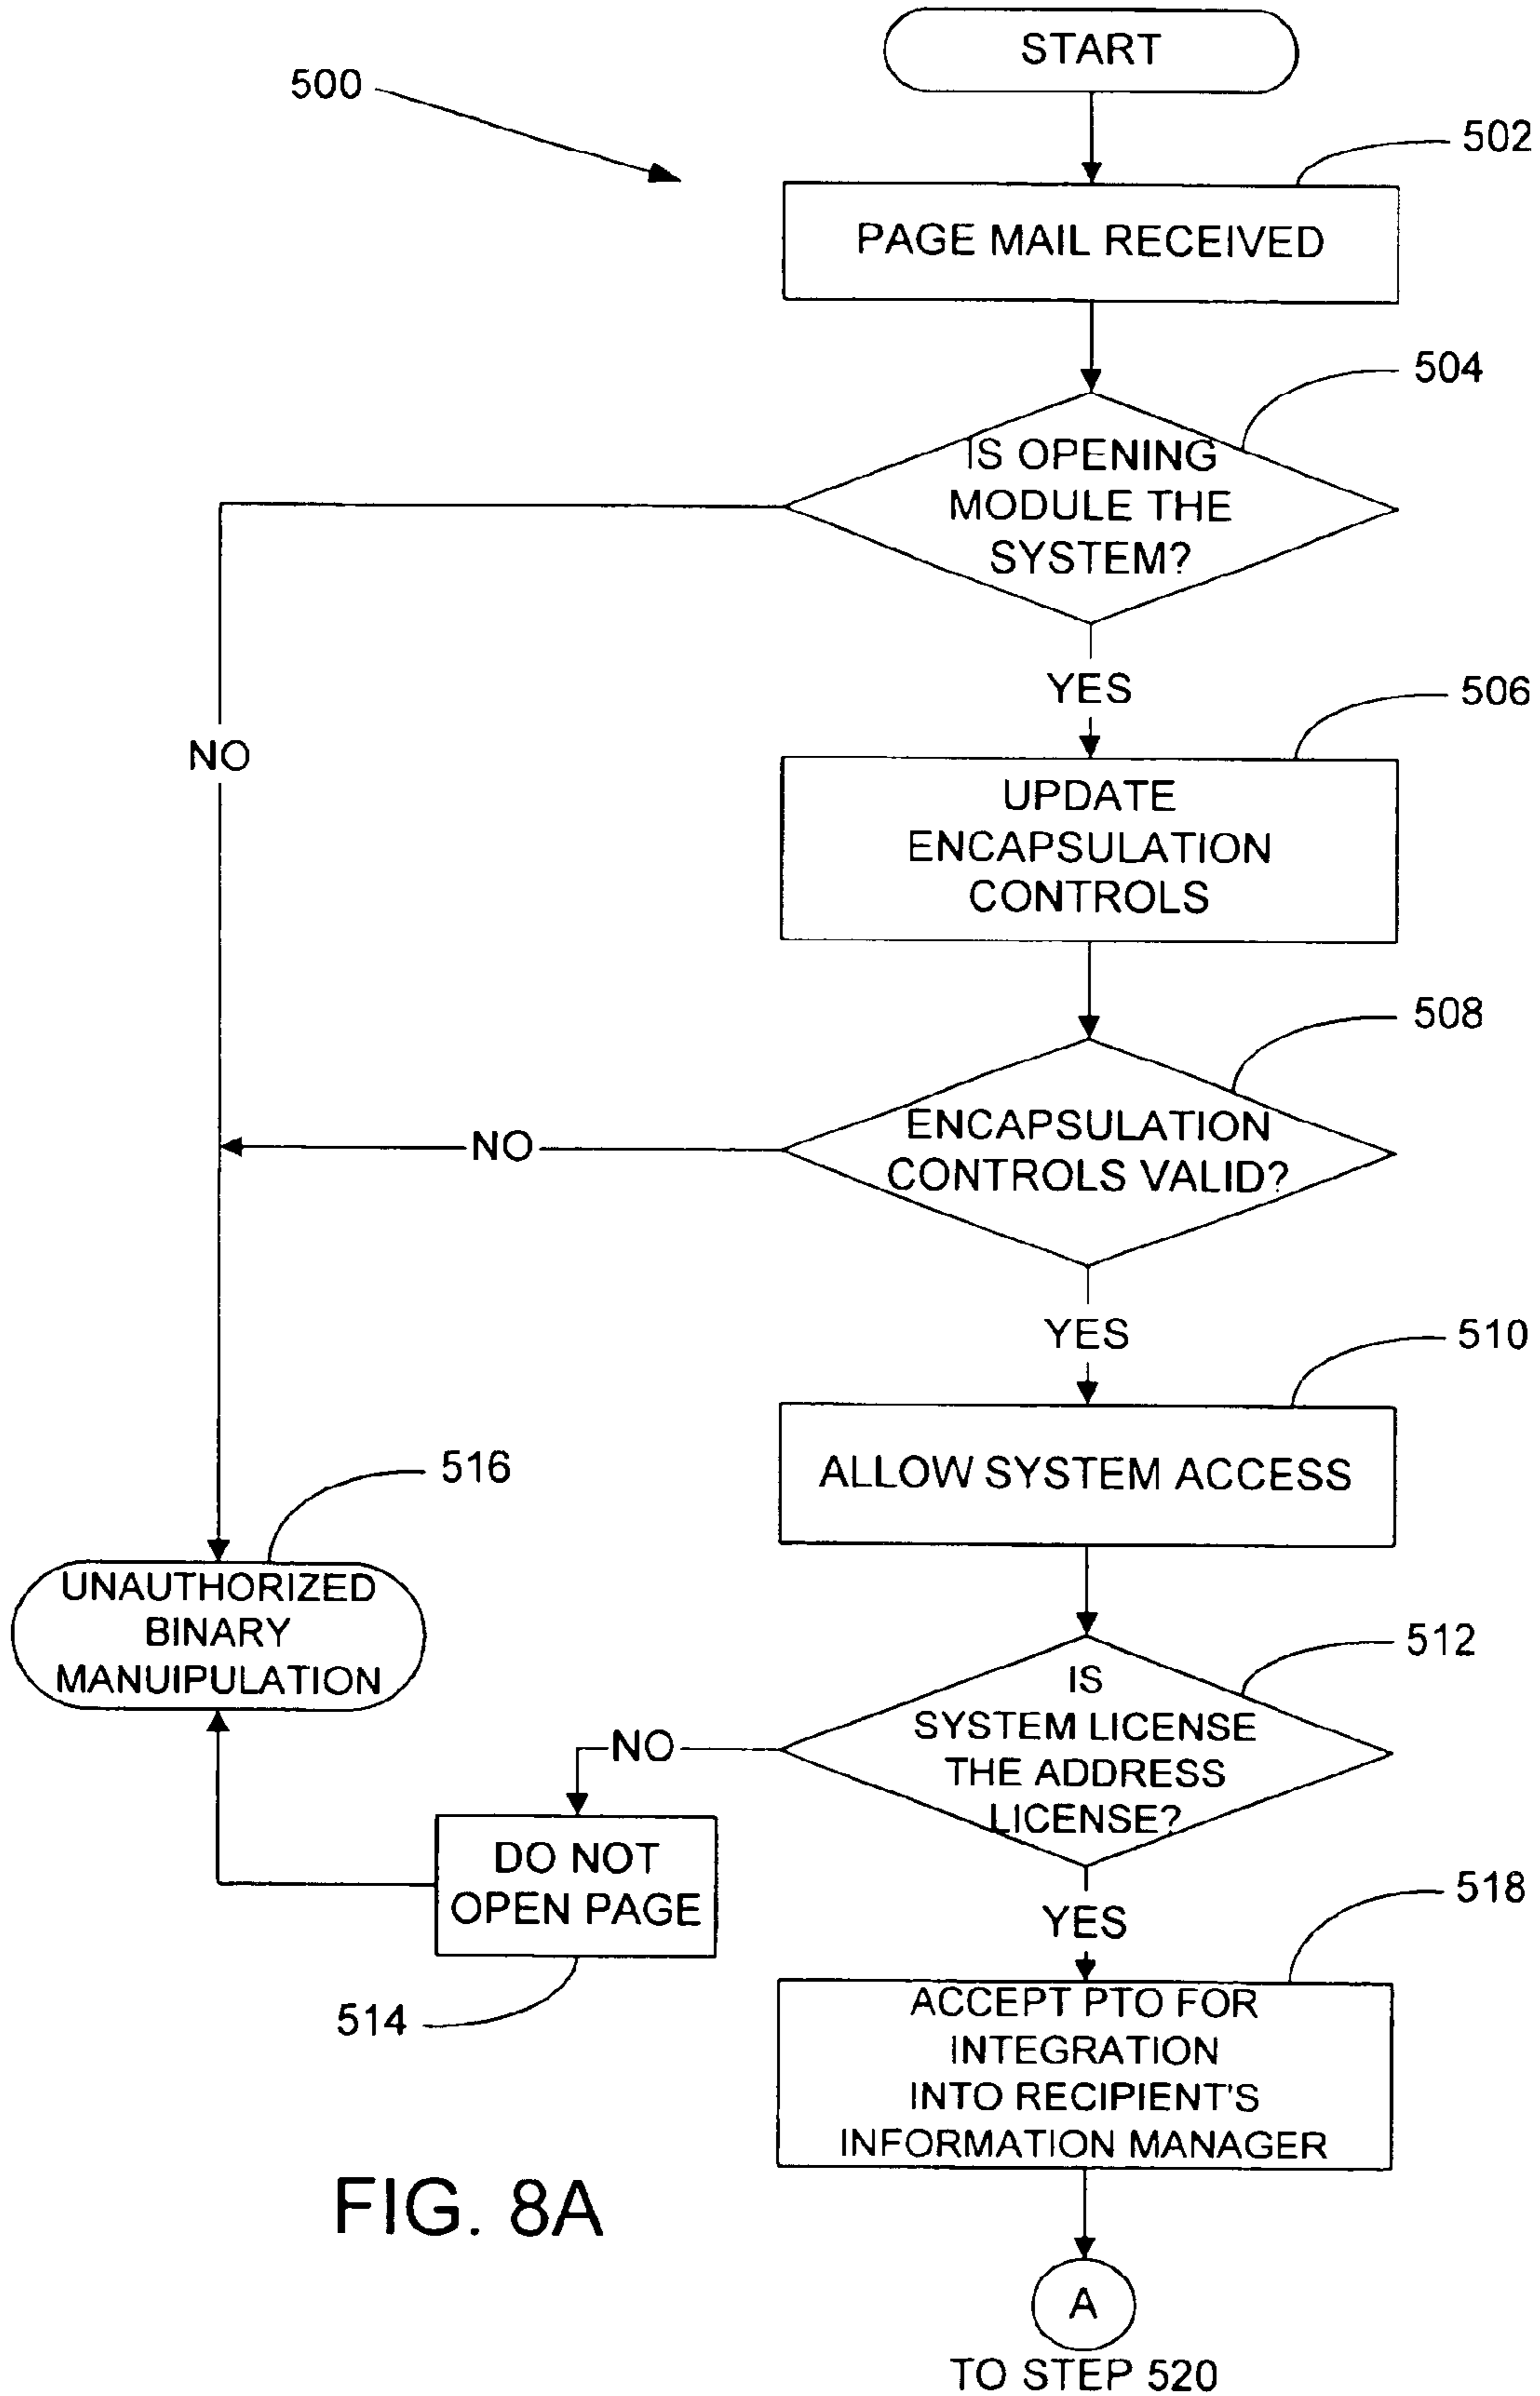 START
500
502
PAGE MAIL RECEIVED
504
IS OPENING
MODULE THE
SYSTEM?
YES
506
NO
UPDATE
ENCAPSULATION
CONTROLS
508
ENCAPSULATION
CONTROLS VALID?
NO
YES
510
ALLOW SYSTEM ACCESS
516
UNAUTHORIZED
BINARY
MANUIPULATION
512
IS
SYSTEM LICENSE
THE ADDRESS
LICENSE?
NO
DO NOT
OPEN PAGE
514
YES
518
ACCEPT PTO FOR
INTEGRATION
INTO RECIPIENT'S
INFORMATION MANAGER
FIG. 8A
A
TO STEP 520